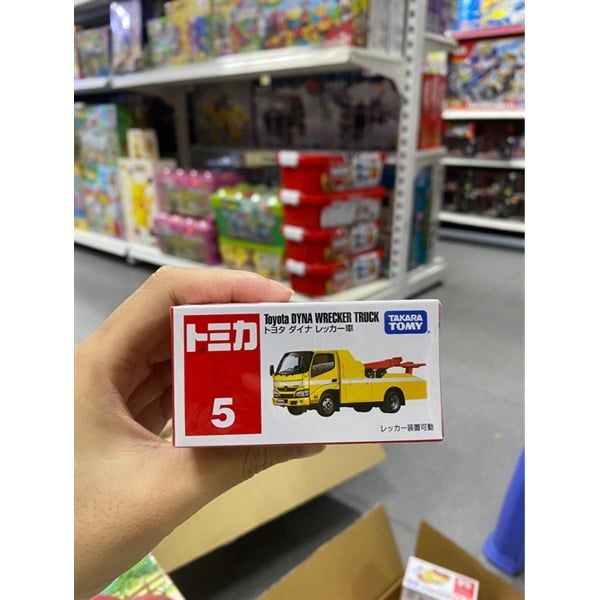 トミカ
5
Toyota DYNA WRECKER TRUCK
トヨタ ダイナ レッカー車
TAKARA
TOMY
レッカー装置可動